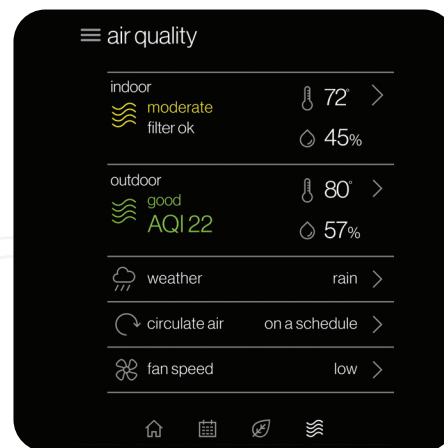 air quality
indoor
moderate
filter ok
72°
45%
outdoor
good
AQI 22
80°
57%
weather rain
circulate air on a schedule
fan speed low